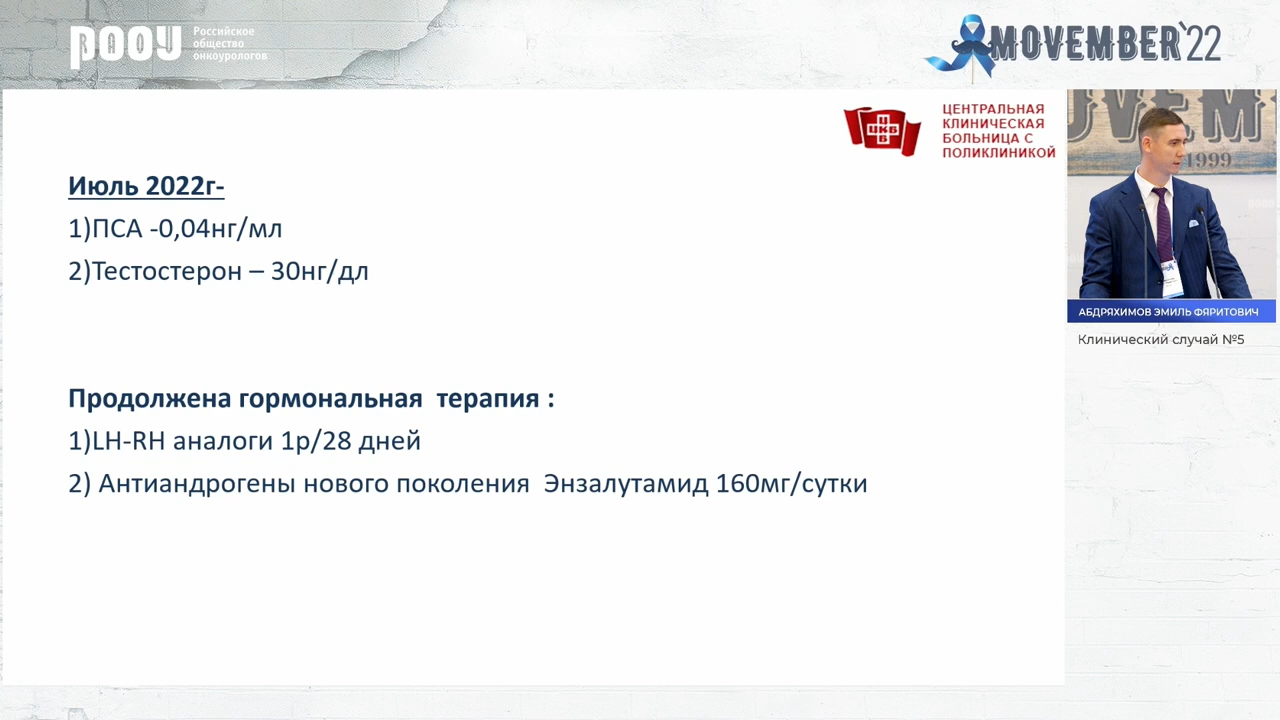 РООУ
Российское
общество
онкоурологов
MOVEMBER'22
ЦЕНТРАЛЬНАЯ
КЛИНИЧЕСКАЯ
БОЛЬНИЦА С
ПОЛИКЛИНИКОЙ
ЦКБ
Июль 2022г-
1)ПСА -0,04нг/мл
2)Тестостерон – 30нг/дл
Продолжена гормональная терапия :
1)LH-RH аналоги 1р/28 дней
2) Антиандрогены нового поколения Энзалутамид 160мг/сутки
1999
АБДРЯХИМОВ ЭМИЛЬ ФЯРИТОВИЧ
Клинический случай №5